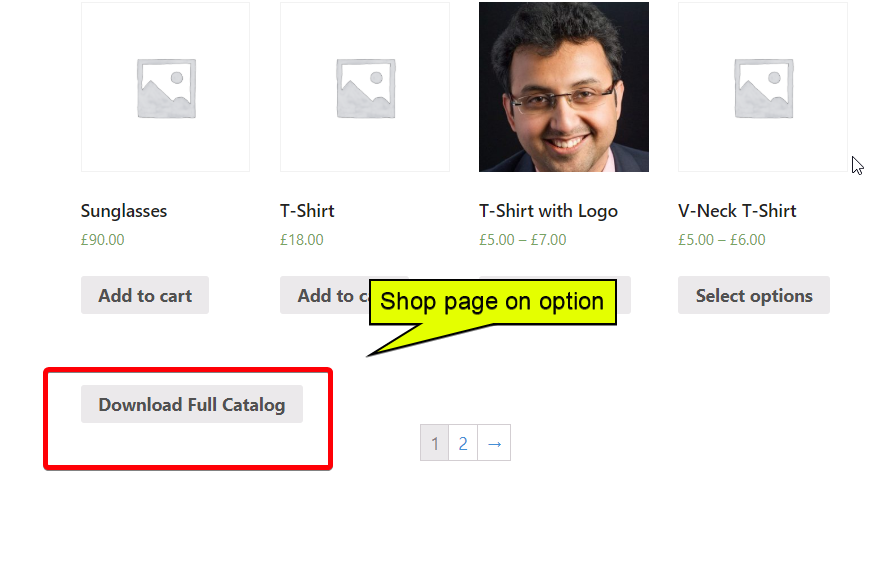 Sunglasses
T-Shirt
T-Shirt with Logo
V-Neck T-Shirt
£90.00
£18.00
£5.00 – £7.00
£5.00 – £6.00
Add to cart
Add to
Select options
Shop page on option
Download Full Catalog
1 2 →